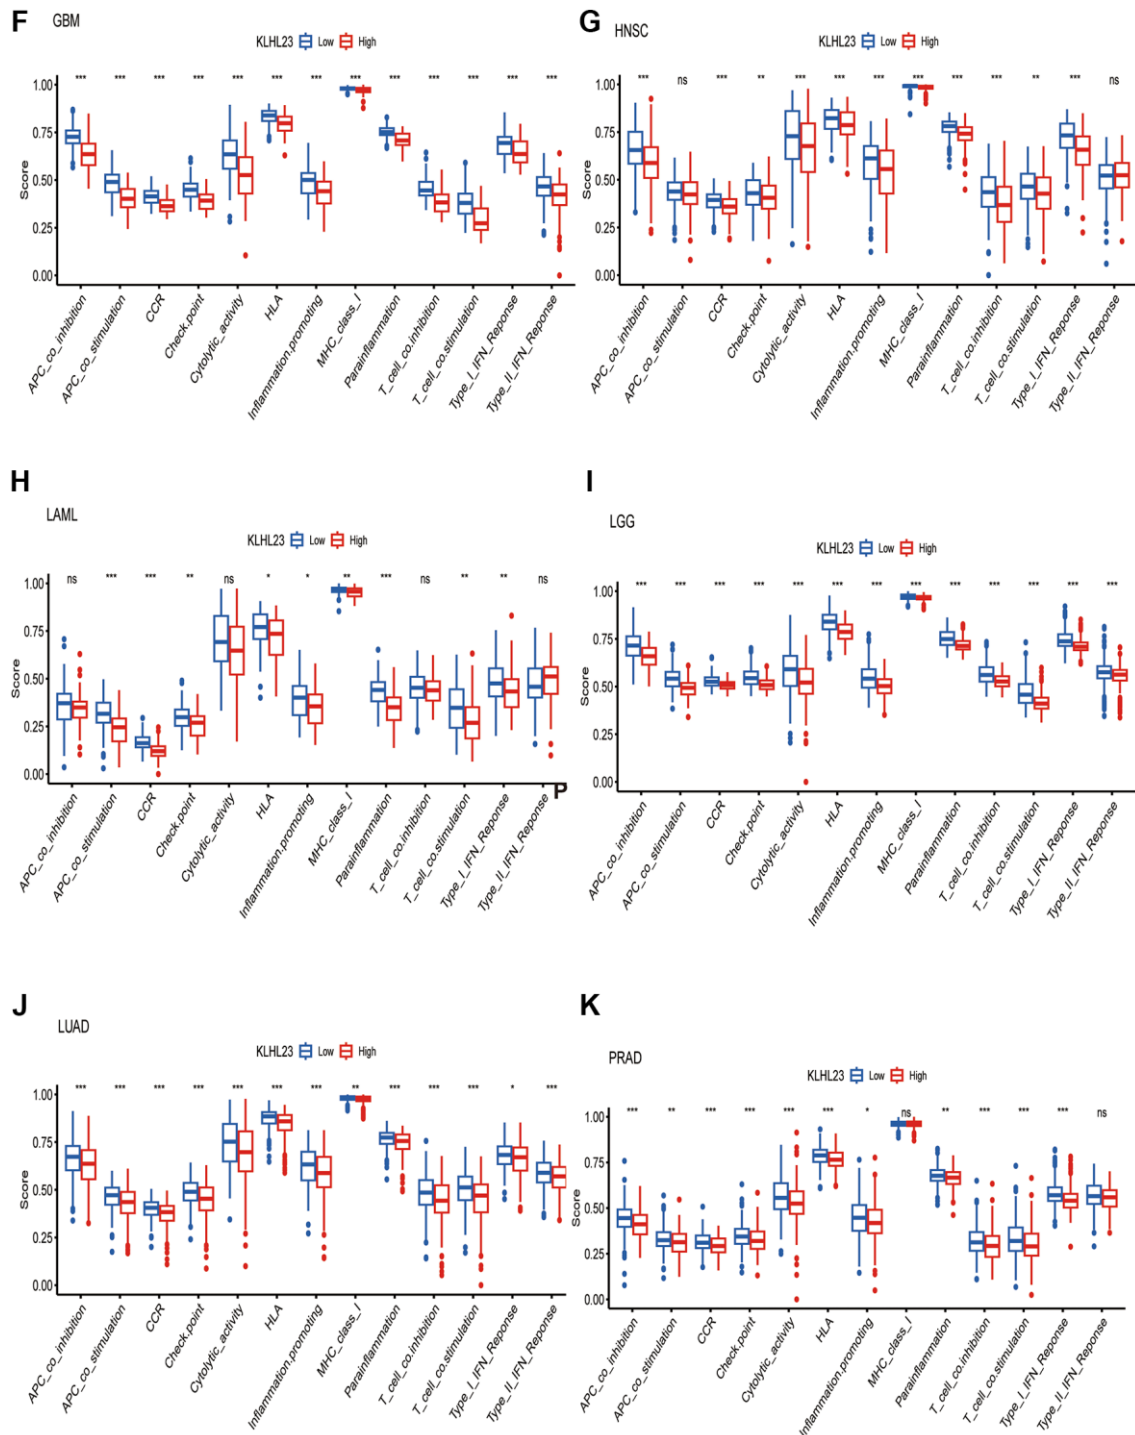 F GBM
KLHL23 Low High
*** *** *** *** *** *** *** *** *** *** *** *** ***
1.00
0.75
0.50
0.25
0.00
Score
APC_co_inhibition
APC_co_stimulation
CCR
Check.point
Cytolytic_activity
HLA
Inflammation.promoting
MHC_class_I
Parainflammation
T_cell_co.inhibition
T_cell_co.stimulation
Type_I_IFN_Reponse
Type_II_IFN_Reponse
G HNSC
KLHL23 Low High
*** ns *** ** *** *** *** *** *** *** ** *** ns
1.00
0.75
0.50
0.25
0.00
Score
APC_co_inhibition
APC_co_stimulation
CCR
Check.point
Cytolytic_activity
HLA
Inflammation.promoting
MHC_class_I
Parainflammation
T_cell_co.inhibition
T_cell_co.stimulation
Type_I_IFN_Reponse
Type_II_IFN_Reponse
H
LAML
KLHL23 Low High
ns *** *** ** ns * * ** *** ns ** ** ns
1.00
0.75
0.50
0.25
0.00
Score
APC_co_inhibition
APC_co_stimulation
CCR
Check.point
Cytolytic_activity
HLA
Inflammation.promoting
MHC_class_I
Parainflammation
T_cell_co.inhibition
T_cell_co.stimulation
Type_I_IFN_Reponse
Type_II_IFN_Reponse
P
I
LGG
KLHL23 Low High
*** *** *** *** *** *** *** *** *** *** *** *** ***
1.00
0.75
0.50
0.25
0.00
Score
APC_co_inhibition
APC_co_stimulation
CCR
Check.point
Cytolytic_activity
HLA
Inflammation.promoting
MHC_class_I
Parainflammation
T_cell_co.inhibition
T_cell_co.stimulation
Type_I_IFN_Reponse
Type_II_IFN_Reponse
J
LUAD
KLHL23 Low High
*** *** *** *** *** *** *** ** *** *** *** * ***
1.00
0.75
0.50
0.25
0.00
Score
APC_co_inhibition
APC_co_stimulation
CCR
Check.point
Cytolytic_activity
HLA
Inflammation.promoting
MHC_class_I
Parainflammation
T_cell_co.inhibition
T_cell_co.stimulation
Type_I_IFN_Reponse
Type_II_IFN_Reponse
K
PRAD
KLHL23 Low High
*** ** *** *** *** *** * ns ** *** *** *** ns
1.00
0.75
0.50
0.25
0.00
Score
APC_co_inhibition
APC_co_stimulation
CCR
Check.point
Cytolytic_activity
HLA
Inflammation.promoting
MHC_class_I
Parainflammation
T_cell_co.inhibition
T_cell_co.stimulation
Type_I_IFN_Reponse
Type_II_IFN_Reponse